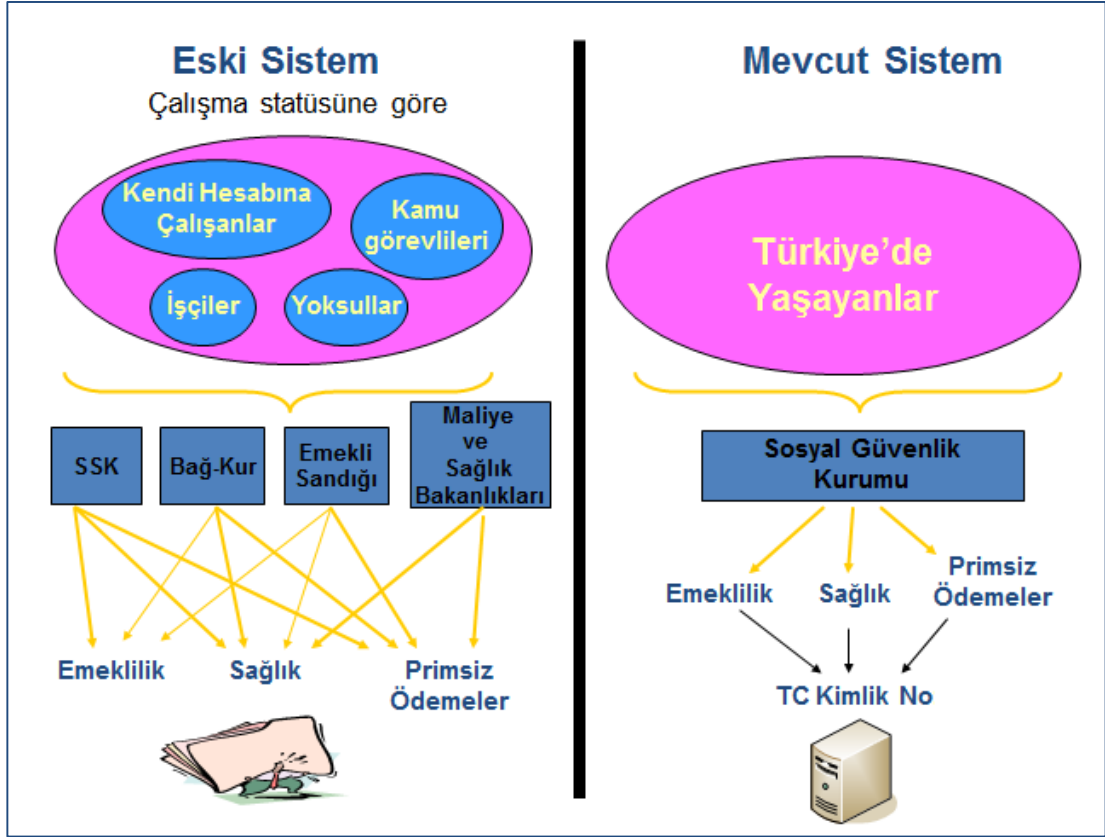 Eski Sistem
Çalışma statüsüne göre
Kendi Hesabına
Çalışanlar
Kamu
görevlileri
İşçiler
Yoksullar
SSK
Bağ-Kur
Emekli
Sandığı
Maliye
ve
Sağlık
Bakanlıkları
Emeklilik
Sağlık
Primsiz
Ödemeler
Mevcut Sistem
Türkiye’de
Yaşayanlar
Sosyal Güvenlik
Kurumu
Emeklilik
Sağlık
Primsiz
Ödemeler
TC Kimlik No